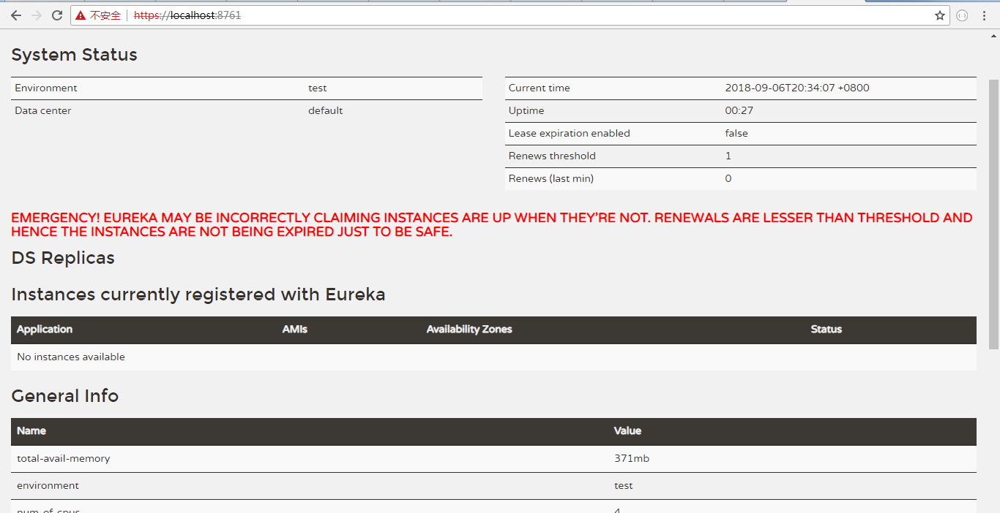 不安全 https://localhost:8761
System Status
Environment test
Data center default
Current time 2018-09-06T20:34:07 +0800
Uptime 00:27
Lease expiration enabled false
Renews threshold 1
Renews (last min) 0
EMERGENCY! EUREKA MAY BE INCORRECTLY CLAIMING INSTANCES ARE UP WHEN THEY'RE NOT. RENEWALS ARE LESSER THAN THRESHOLD AND
HENCE THE INSTANCES ARE NOT BEING EXPIRED JUST TO BE SAFE.
DS Replicas
Instances currently registered with Eureka
Application AMIs Availability Zones Status
No instances available
General Info
Name Value
total-avail-memory 371mb
environment test
num-of-cpus 4